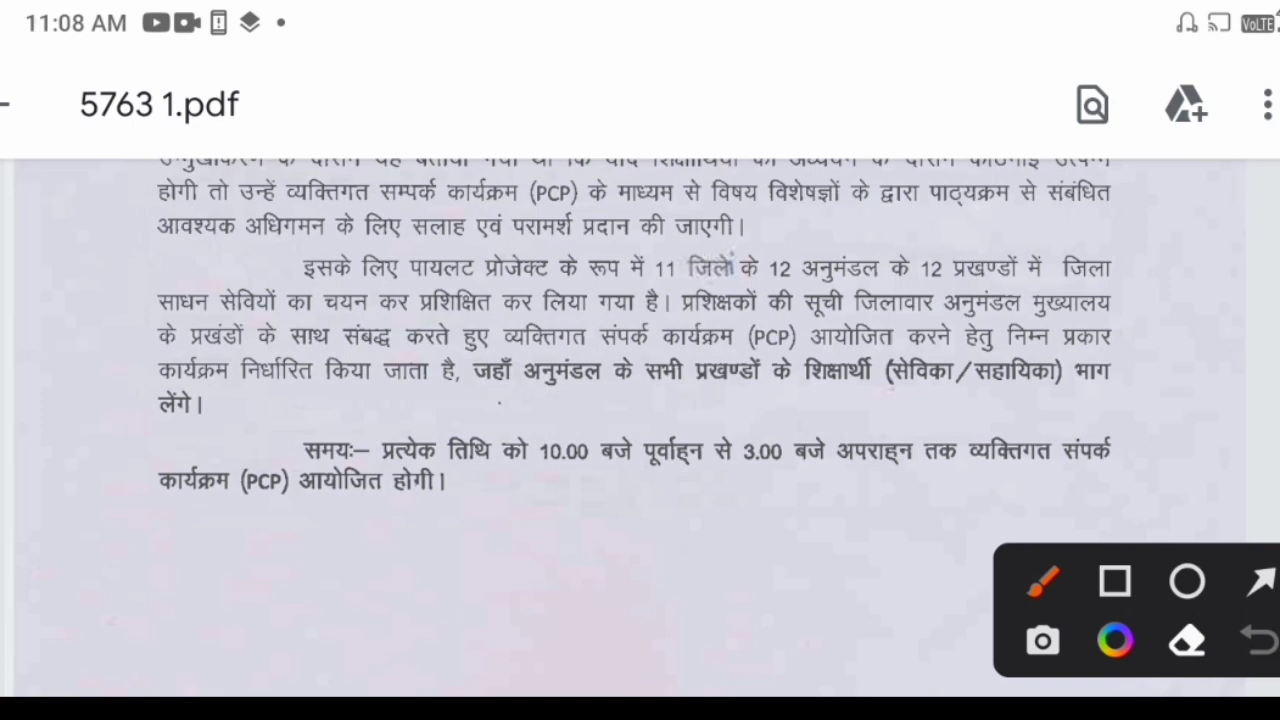 11:08 AM
VoLTE
5763 1.pdf
होगी तो उन्हें व्यक्तिगत सम्पर्क कार्यक्रम (PCP) के माध्यम से विषय विशेषज्ञों के द्वारा पाठ्यक्रम से संबंधित
आवश्यक अधिगमन के लिए सलाह एवं परामर्श प्रदान की जाएगी।
इसके लिए पायलट प्रोजेक्ट के रूप में 11 जिलों के 12 अनुमंडल के 12 प्रखण्डों में जिला
साधन सेवियों का चयन कर प्रशिक्षित कर लिया गया है। प्रशिक्षकों की सूची जिलावार अनुमंडल मुख्यालय
के प्रखंडों के साथ संबद्ध करते हुए व्यक्तिगत संपर्क कार्यक्रम (PCP) आयोजित करने हेतु निम्न प्रकार
कार्यक्रम निर्धारित किया जाता है, जहाँ अनुमंडल के सभी प्रखण्डों के शिक्षार्थी (सेविका/सहायिका) भाग
लेंगे।
समयः– प्रत्येक तिथि को 10.00 बजे पूर्वाह्न से 3.00 बजे अपराह्न तक व्यक्तिगत संपर्क
कार्यक्रम (PCP) आयोजित होगी।